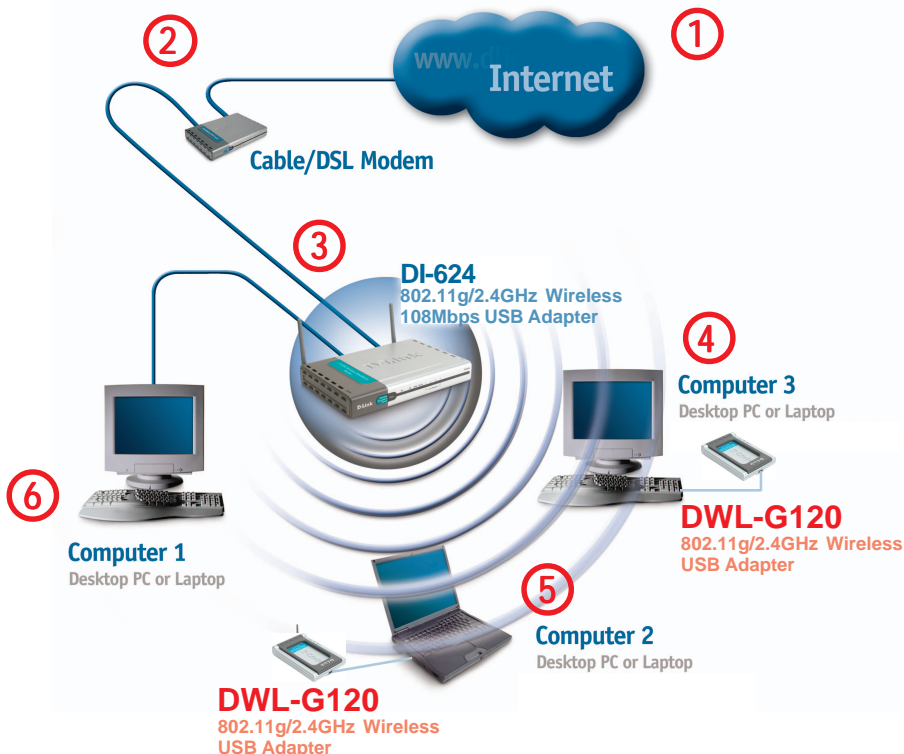 2
1
www.d
Internet
Cable/DSL Modem
3
DI-624
802.11g/2.4GHz Wireless
108Mbps USB Adapter
D-Link
D-Link
4
Computer 3
Desktop PC or Laptop
6
DWL-G120
802.11g/2.4GHz Wireless
USB Adapter
Computer 1
Desktop PC or Laptop
5
Computer 2
Desktop PC or Laptop
DWL-G120
802.11g/2.4GHz Wireless
USB Adapter